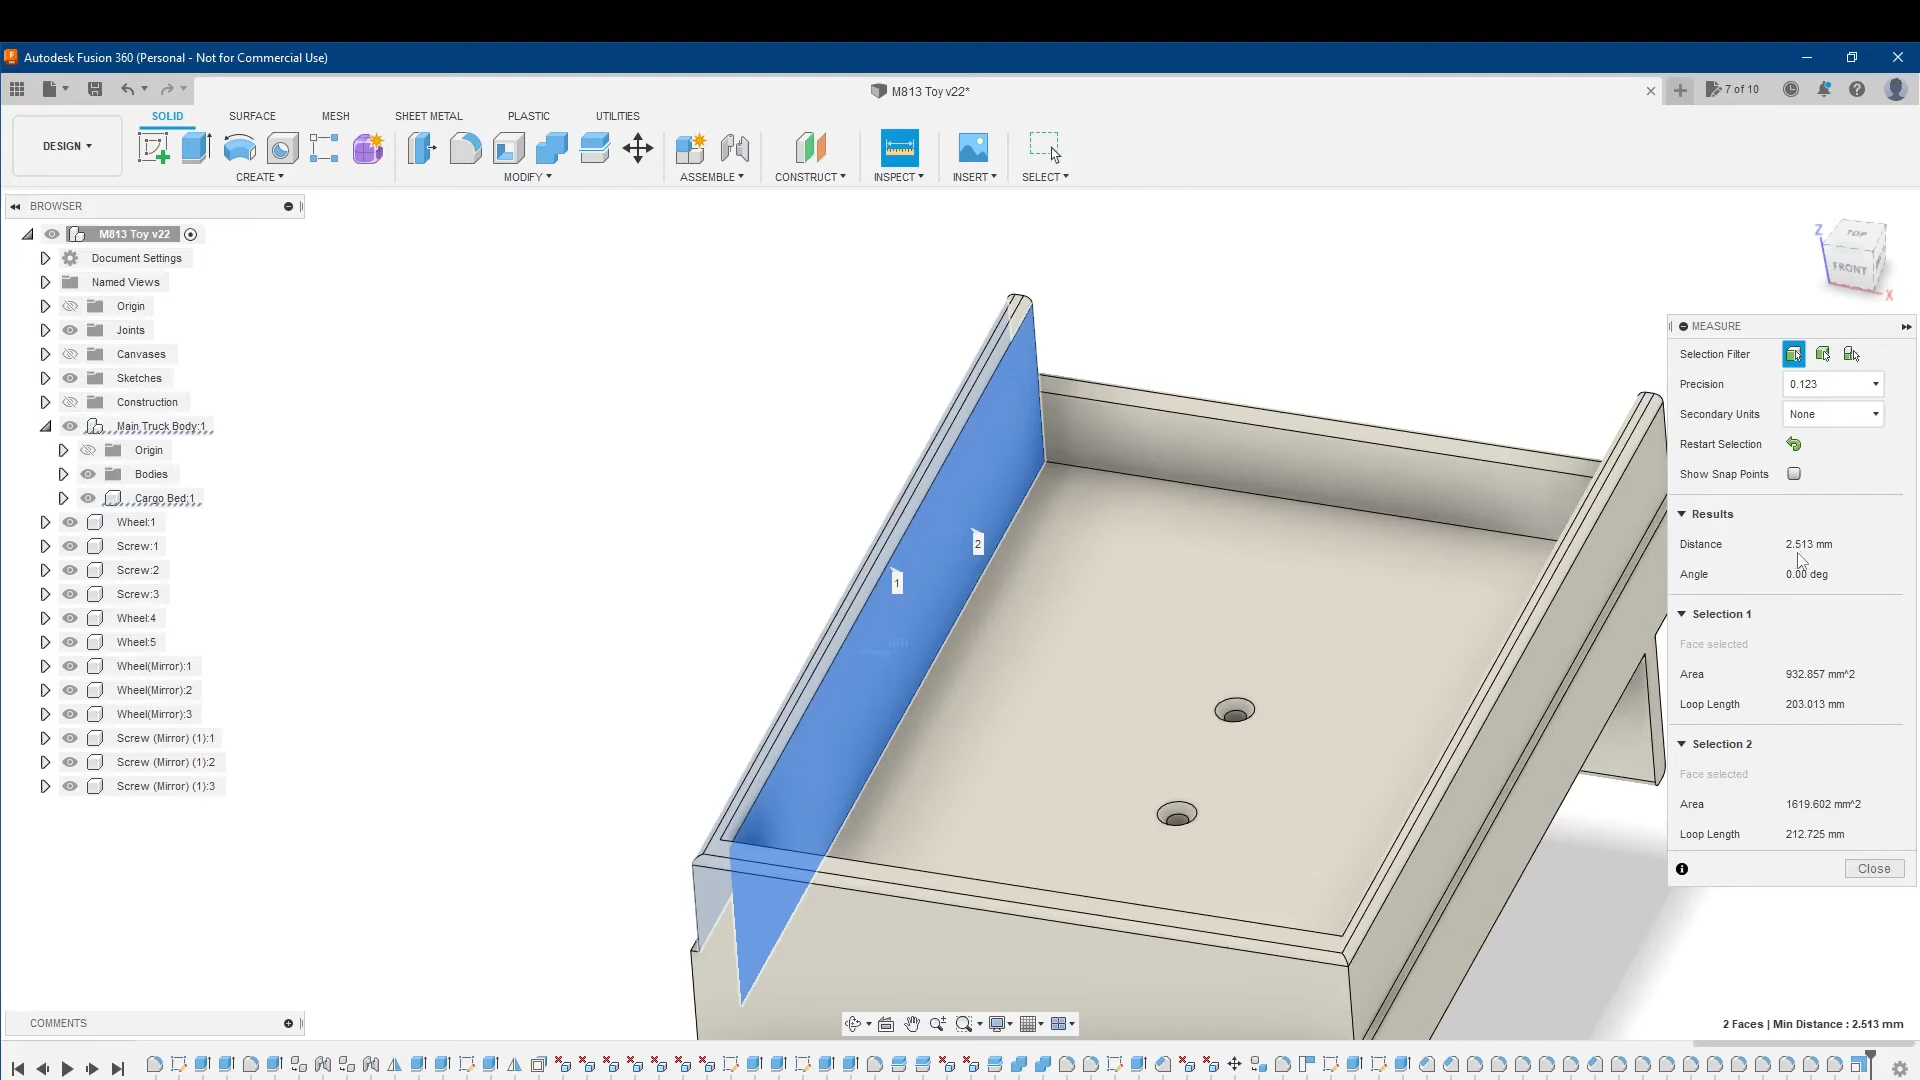 Autodesk Fusion 360 (Personal - Not for Commercial Use)
M813 Toy v22*
7 of 10
DESIGN
SOLID
SURFACE
MESH
SHEET METAL
PLASTIC
UTILITIES
CREATE
MODIFY
ASSEMBLE
CONSTRUCT
INSPECT
INSERT
SELECT
BROWSER
M813 Toy v22
Document Settings
Named Views
Origin
Joints
Canvases
Sketches
Construction
Main Truck Body:1
Origin
Bodies
Cargo Bed:1
Wheel:1
Screw:1
Screw:2
Screw:3
Wheel:4
Wheel:5
Wheel(Mirror):1
Wheel(Mirror):2
Wheel(Mirror):3
Screw (Mirror) (1):1
Screw (Mirror) (1):2
Screw (Mirror) (1):3
2
1
Z
TOP
FRONT
X
MEASURE
Selection Filter
Precision 0.123
Secondary Units None
Restart Selection
Show Snap Points
Results
Distance 2.513 mm
Angle 0.00 deg
Selection 1
Face selected
Area 932.857 mm^2
Loop Length 203.013 mm
Selection 2
Face selected
Area 1619.602 mm^2
Loop Length 212.725 mm
Close
COMMENTS
2 Faces | Min Distance : 2.513 mm